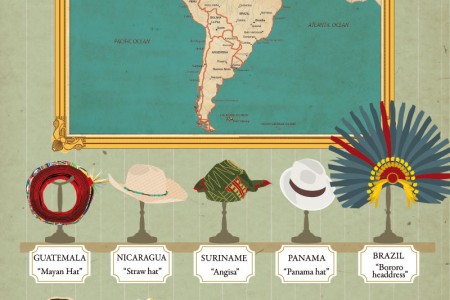 PACIFIC OCEAN
ATLANTIC OCEAN
GUATEMALA
"Mayan Hat"
NICARAGUA
"Straw hat"
SURINAME
"Angisa"
PANAMA
"Panama hat"
BRAZIL
"Bororo
headdress"